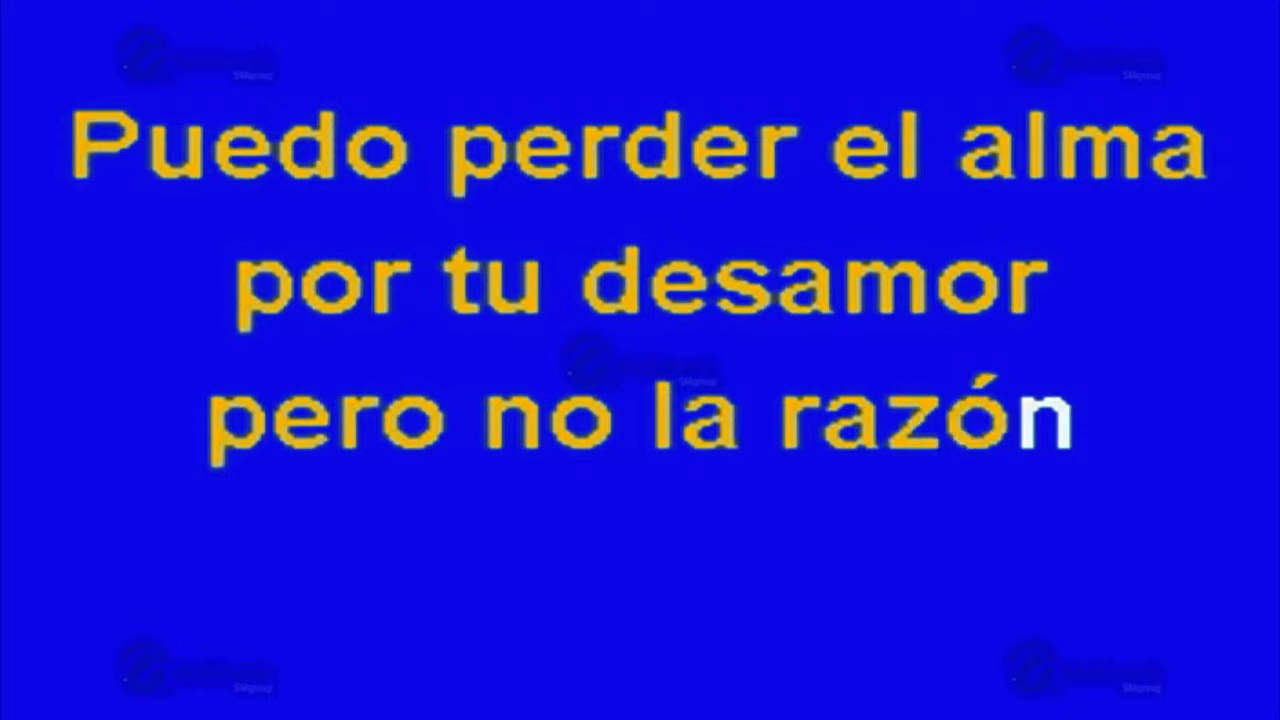 Puedo perder el alma
por tu desamor
pero no la razón